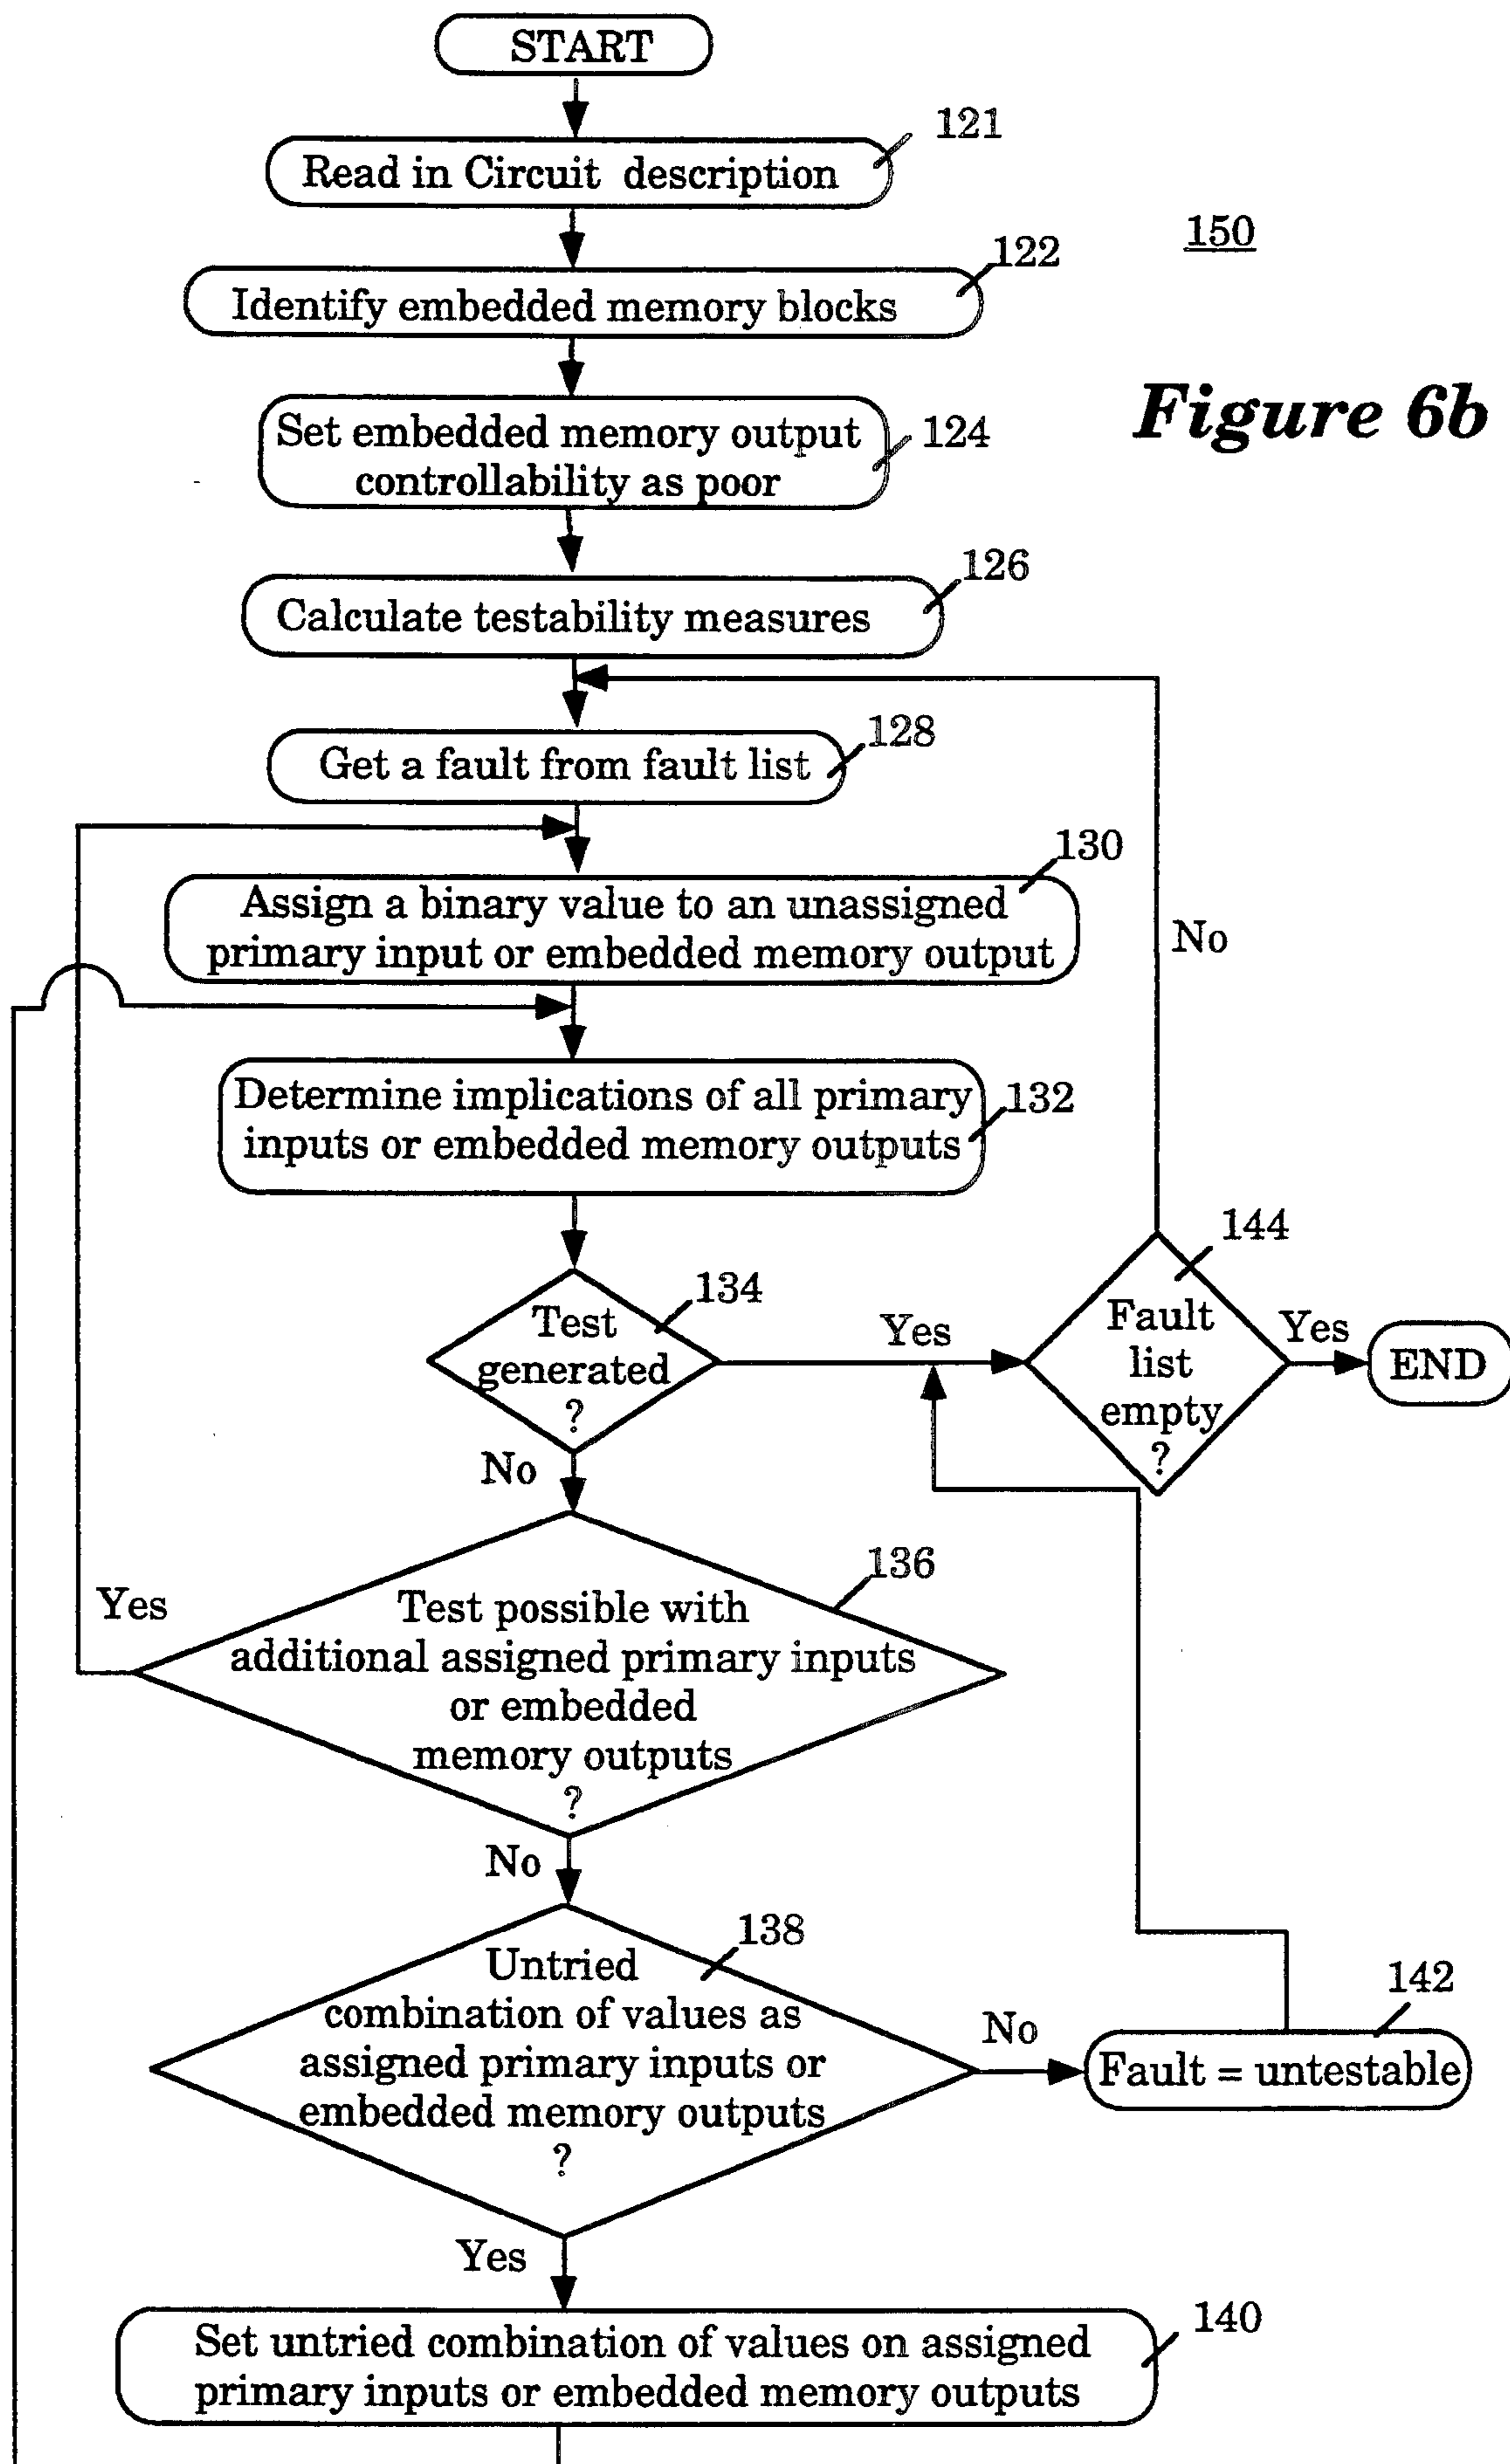 START
121
Read in Circuit description
150
122
Identify embedded memory blocks
Figure 6b
Set embedded memory output
controllability as poor
124
126
Calculate testability measures
128
Get a fault from fault list
130
Assign a binary value to an unassigned
primary input or embedded memory output
No
Determine implications of all primary
inputs or embedded memory outputs
132
144
134
Test
generated
?
Yes
Fault
list
empty
?
Yes
END
No
136
Yes
Test possible with
additional assigned primary inputs
or embedded
memory outputs
?
No
138
Untried
combination of values as
assigned primary inputs or
embedded memory outputs
?
No
142
Fault = untestable
Yes
140
Set untried combination of values on assigned
primary inputs or embedded memory outputs